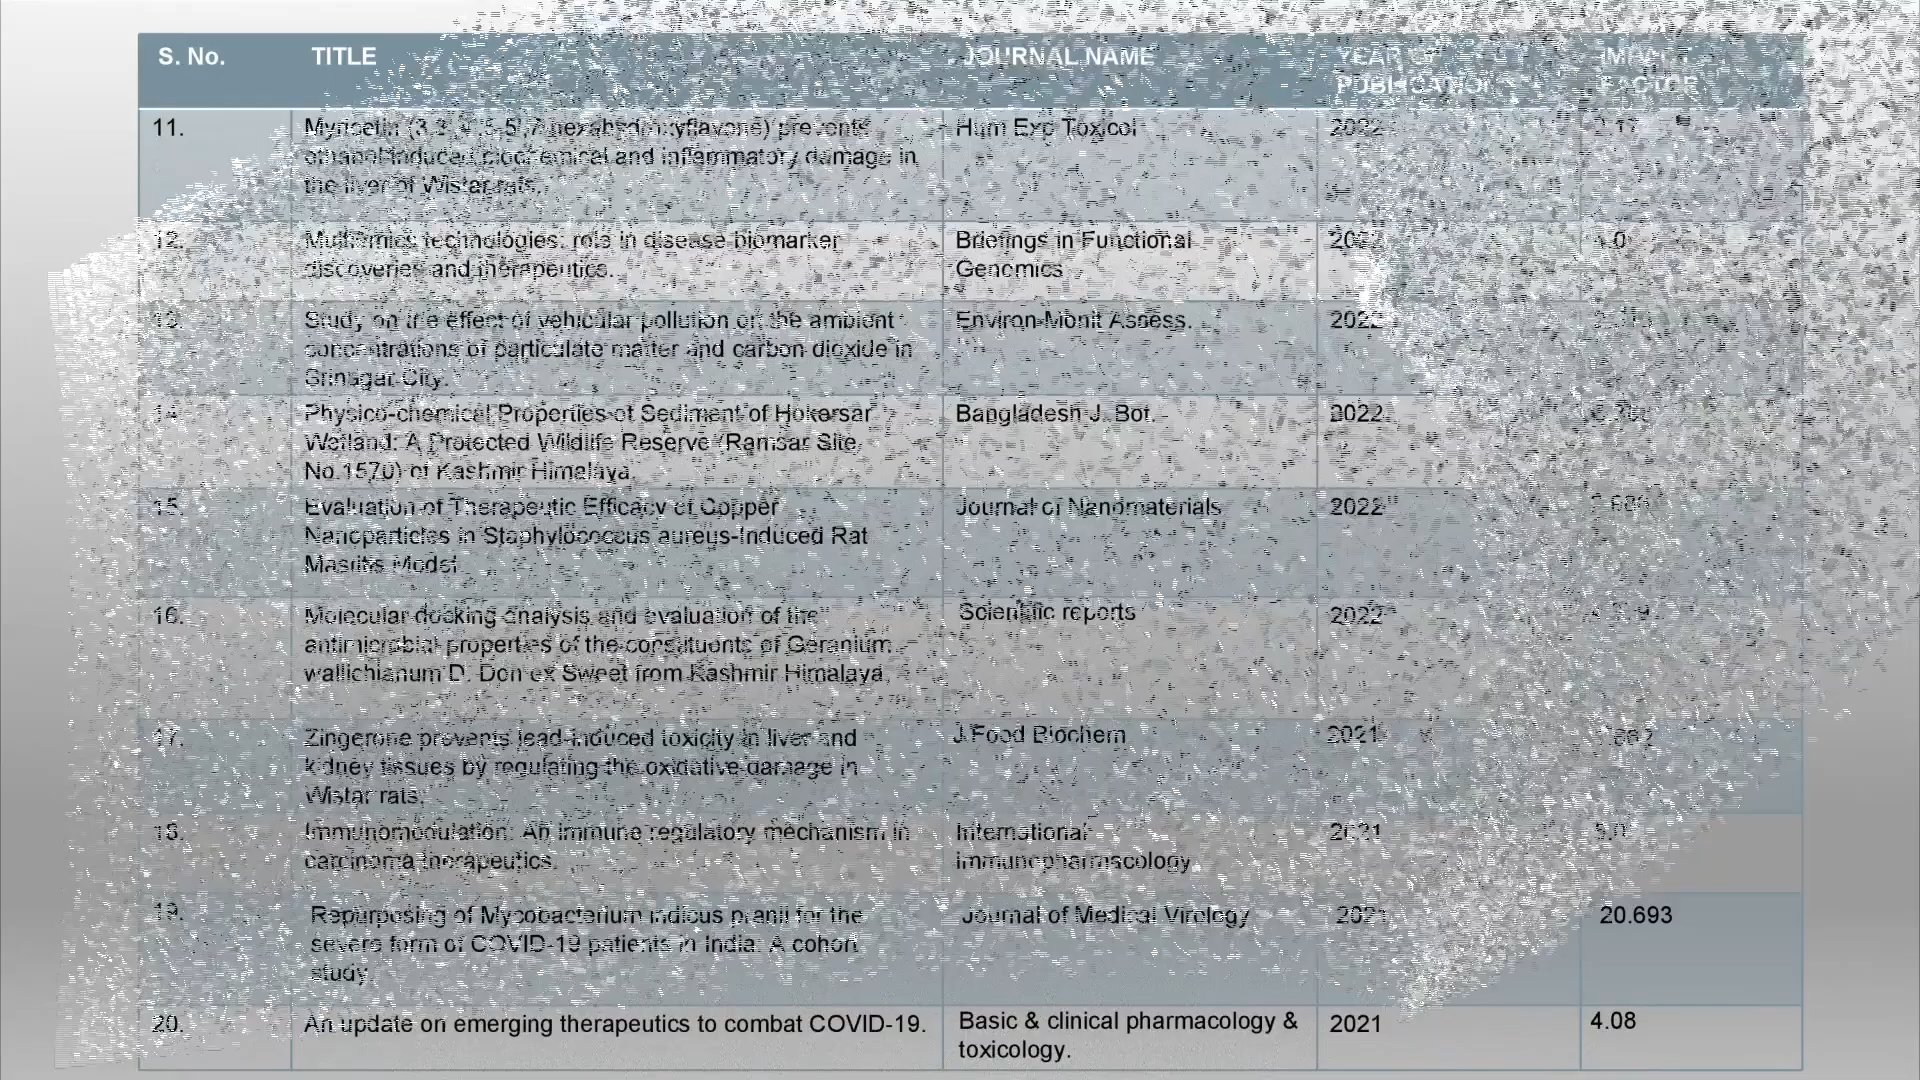 S. No. TITLE JOURNAL NAME YEAR OF IMPACT
PUBLICATION FACTOR
11. Myricetin prevents Hum Exp Toxicol 2022
ethanol-induced biochemical and inflammatory damage in
the liver of Wistar rats.
12. technologies: role in disease biomarker Briefings in Functional 2022
discoveries and therapeutics. Genomics
13. Study on the effect of vehicular pollution on the ambient Environ Monit Assess. 2022
concentrations of particulate matter and carbon dioxide in
Srinagar City.
14. Physico-chemical Properties of Sediment of Hokersar Bangladesh J. Bot. 2022
Wetland: A Protected Wildlife Reserve (Ramsar Site
No.1570) of Kashmir Himalaya.
15. Evaluation of Therapeutic Efficacy of Copper Journal of Nanomaterials 2022
Nanoparticles in Staphylococcus aureus-Induced Rat
Mastitis Model.
16. Molecular docking analysis and evaluation of the Scientific reports 2022
antimicrobial properties of the constituents of Geranium
wallichianum D. Don ex Sweet from Kashmir Himalaya.
17. Zingerone prevents lead-induced toxicity in liver and J Food Biochem 2021
kidney tissues by regulating the oxidative damage in
Wistar rats.
18. Immunomodulation: An immune regulatory mechanism in International 2021
carcinoma therapeutics. immunopharmacology
19. Repurposing of Mycobacterium indicus pranii for the Journal of Medical Virology 2021 20.693
severe form of COVID-19 patients in India: A cohort
study.
20. An update on emerging therapeutics to combat COVID-19. Basic & clinical pharmacology & 2021 4.08
toxicology.